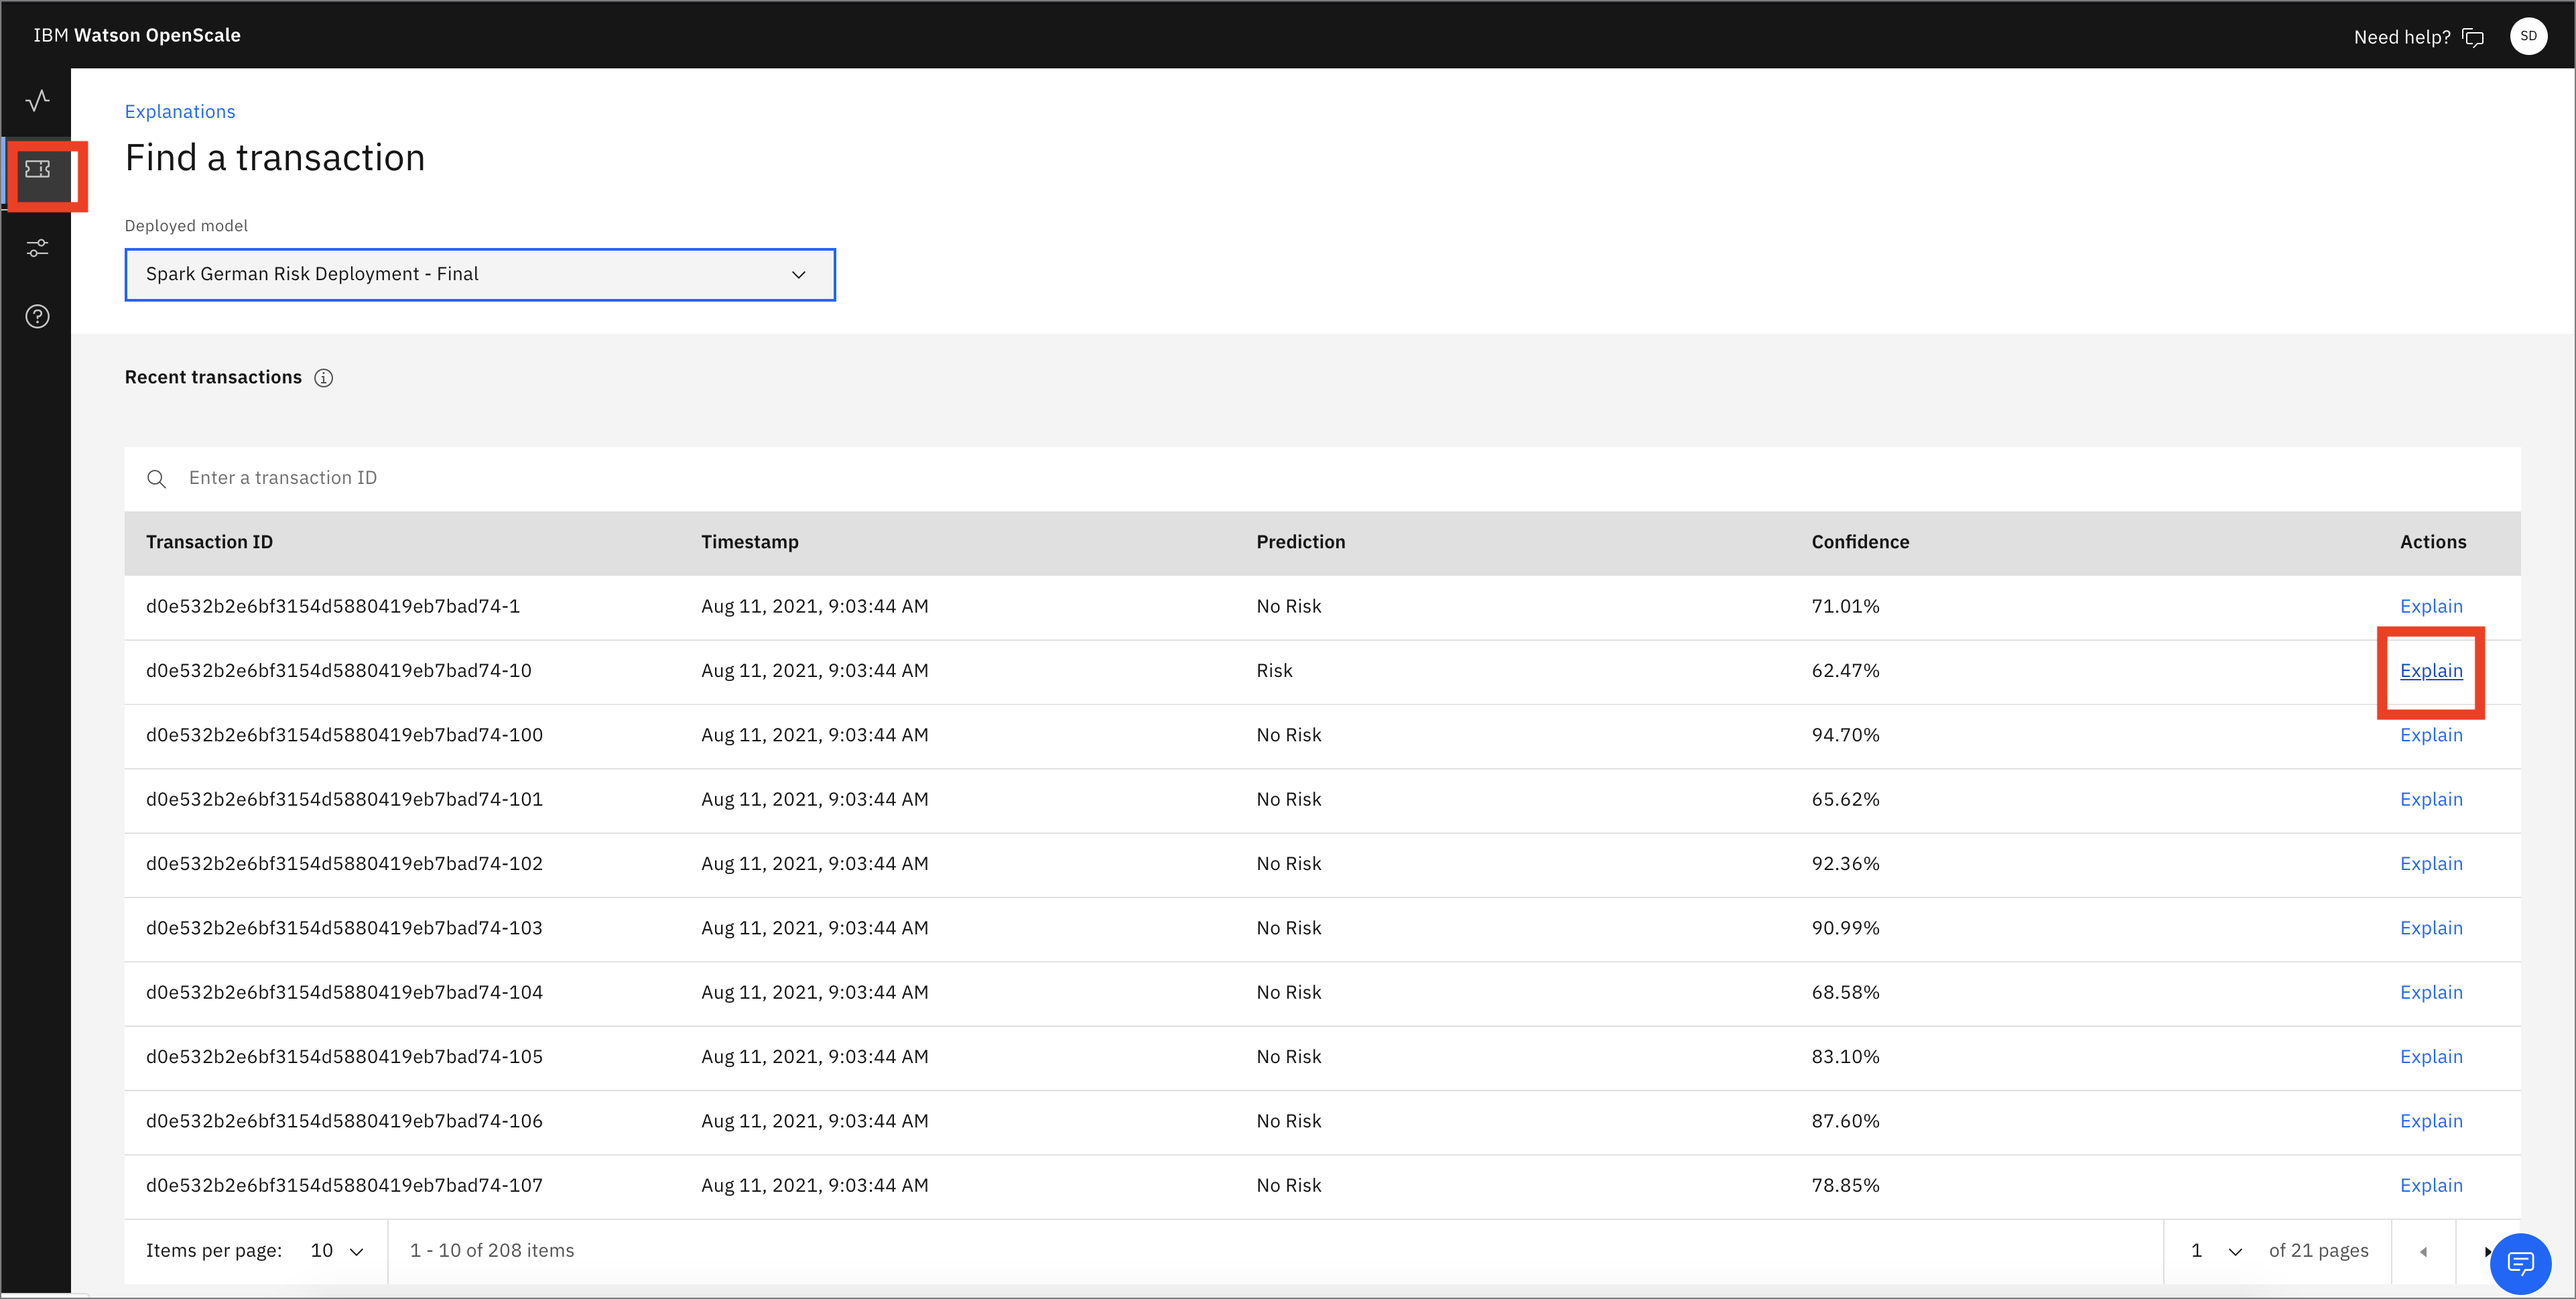 IBM Watson OpenScale
Need help?
SD
Explanations
Find a transaction
Deployed model
Spark German Risk Deployment - Final
Recent transactions
Enter a transaction ID
Transaction ID Timestamp Prediction Confidence Actions
d0e532b2e6bf3154d5880419eb7bad74-1 Aug 11, 2021, 9:03:44 AM No Risk 71.01% Explain
d0e532b2e6bf3154d5880419eb7bad74-10 Aug 11, 2021, 9:03:44 AM Risk 62.47% Explain
d0e532b2e6bf3154d5880419eb7bad74-100 Aug 11, 2021, 9:03:44 AM No Risk 94.70% Explain
d0e532b2e6bf3154d5880419eb7bad74-101 Aug 11, 2021, 9:03:44 AM No Risk 65.62% Explain
d0e532b2e6bf3154d5880419eb7bad74-102 Aug 11, 2021, 9:03:44 AM No Risk 92.36% Explain
d0e532b2e6bf3154d5880419eb7bad74-103 Aug 11, 2021, 9:03:44 AM No Risk 90.99% Explain
d0e532b2e6bf3154d5880419eb7bad74-104 Aug 11, 2021, 9:03:44 AM No Risk 68.58% Explain
d0e532b2e6bf3154d5880419eb7bad74-105 Aug 11, 2021, 9:03:44 AM No Risk 83.10% Explain
d0e532b2e6bf3154d5880419eb7bad74-106 Aug 11, 2021, 9:03:44 AM No Risk 87.60% Explain
d0e532b2e6bf3154d5880419eb7bad74-107 Aug 11, 2021, 9:03:44 AM No Risk 78.85% Explain
Items per page: 10 1 - 10 of 208 items 1 of 21 pages